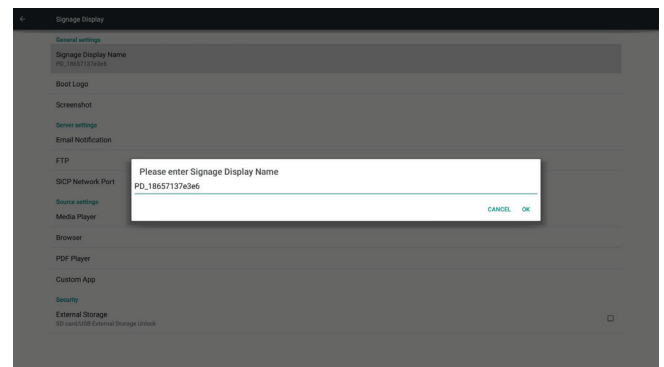 Signage Display
General settings
Signage Display Name
PD_18657137e3e6
Boot Logo
Screenshot
Server settings
Email Notification
FTP
SICP Network Port
Source settings
Media Player
Browser
PDF Player
Custom App
Security
External Storage
SD card/USB External Storage Unlock
Please enter Signage Display Name
PD_18657137e3e6
CANCEL OK